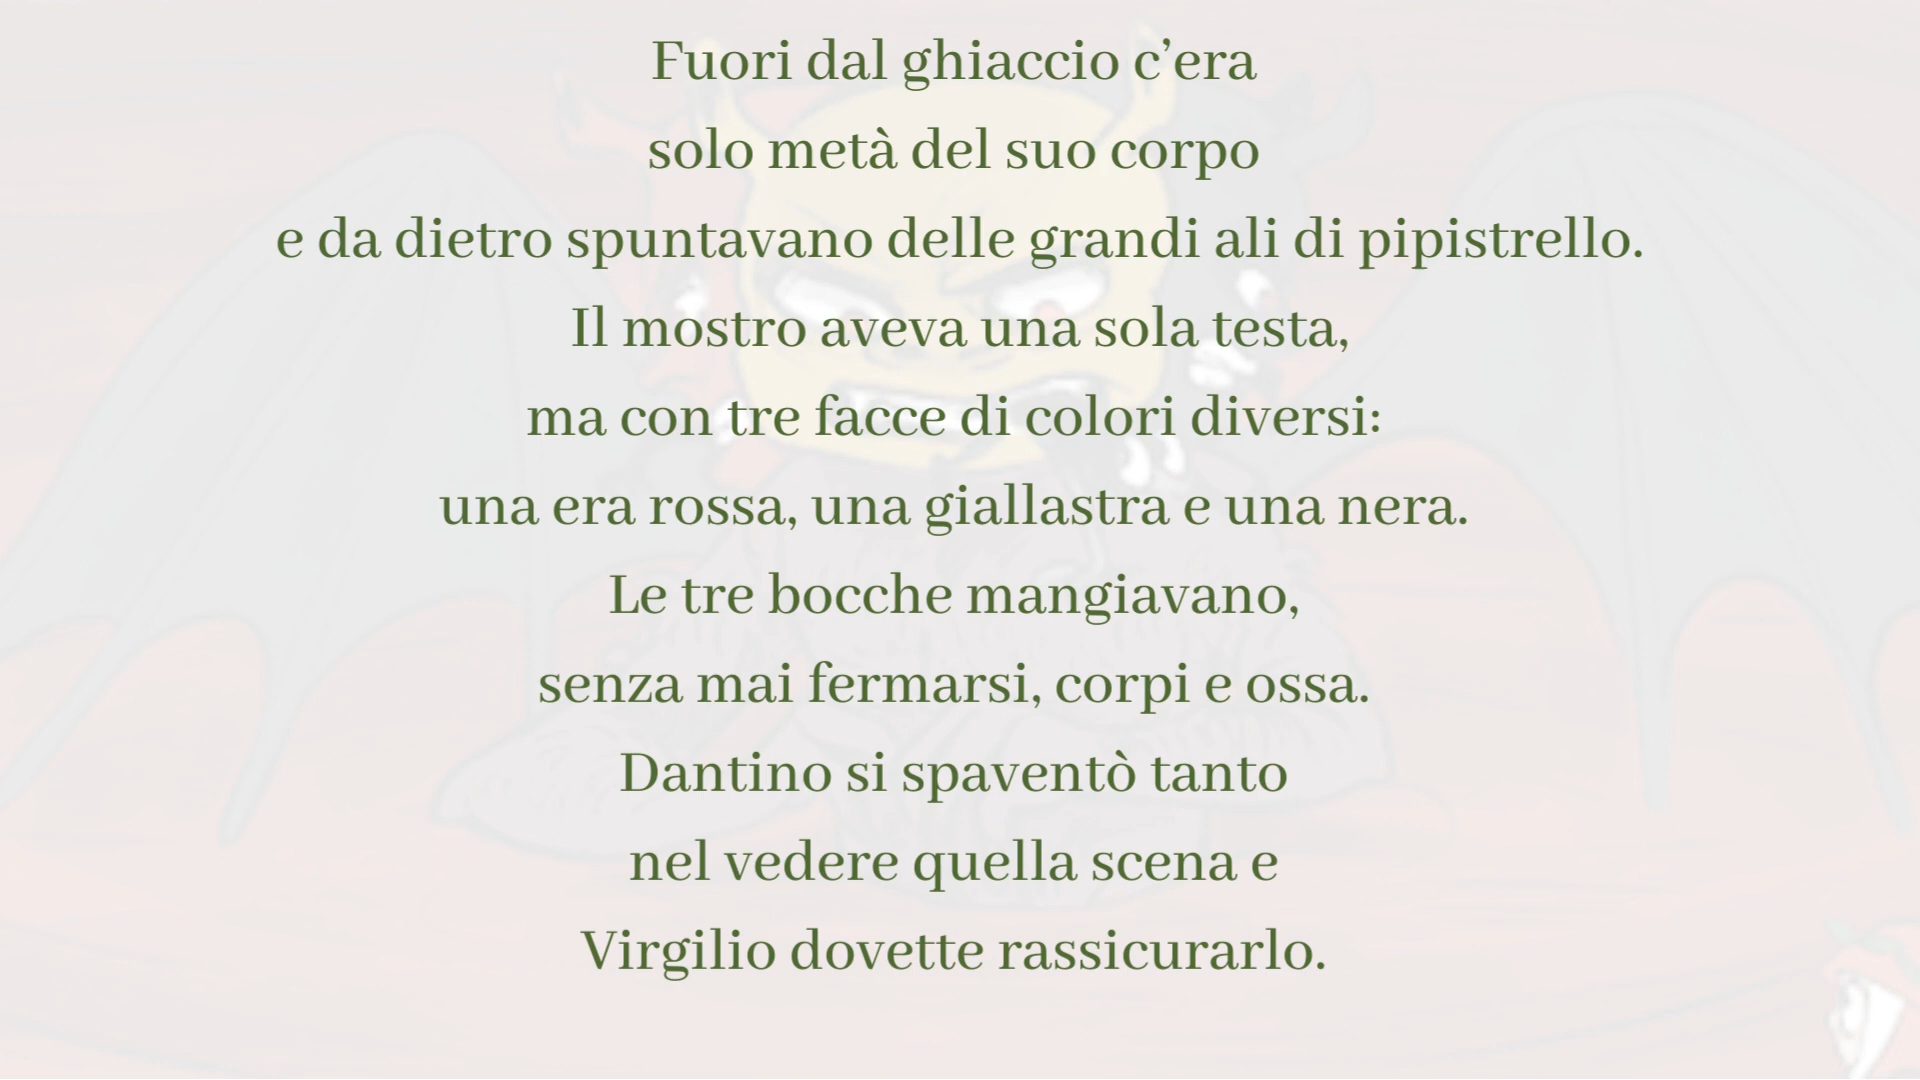 Fuori dal ghiaccio c’era
solo metà del suo corpo
e da dietro spuntavano delle grandi ali di pipistrello.
Il mostro aveva una sola testa,
ma con tre facce di colori diversi:
una era rossa, una giallastra e una nera.
Le tre bocche mangiavano,
senza mai fermarsi, corpi e ossa.
Dantino si spaventò tanto
nel vedere quella scena e
Virgilio dovette rassicurarlo.